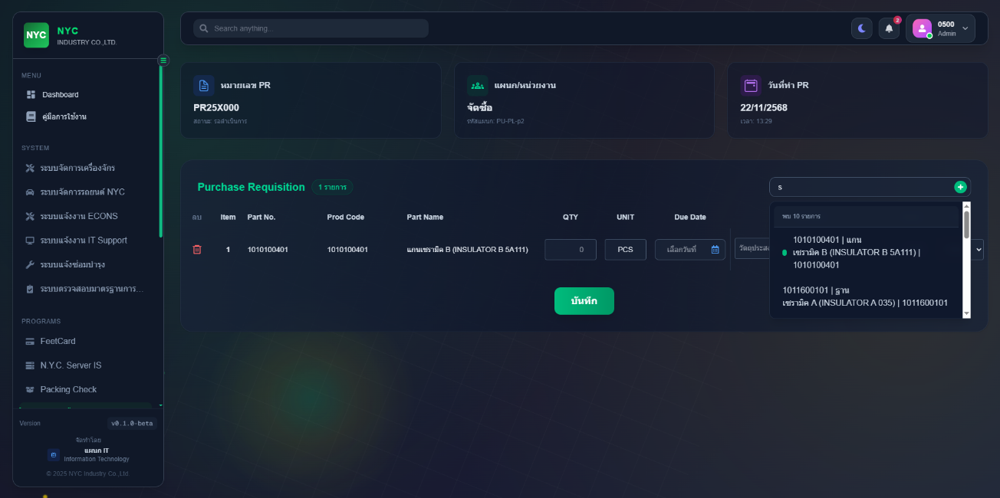 NYC
NYC
INDUSTRY CO.,LTD.
MENU
Dashboard
คู่มือการใช้งาน
SYSTEM
ระบบจัดการเครื่องจักร
ระบบจัดการรถยนต์ NYC
ระบบแจ้งงาน ECONS
ระบบแจ้งงาน IT Support
ระบบแจ้งซ่อมบำรุง
ระบบตรวจสอบมาตรฐานการ...
PROGRAMS
FeetCard
N.Y.C. Server IS
Packing Check
Version
v0.1.0-beta
จัดทำโดย
แผนก IT
Information Technology
© 2025 NYC Industry Co.,Ltd.
Search anything...
2
0500
Admin
หมายเลข PR
PR25X000
สถานะ: รอดำเนินการ
แผนก/หน่วยงาน
จัดซื้อ
รหัสแผนก: PU-PL-p2
วันที่ทำ PR
22/11/2568
เวลา: 13:29
Purchase Requisition
1 รายการ
s
พบ 10 รายการ
1010100401 | แกน
เซรามิค B (INSULATOR B 5A111) |
1010100401
1011600101 | ฐาน
เซรามิค A (INSULATOR A 035) | 1011600101
ลบ Item Part No. Prod Code Part Name QTY UNIT Due Date
1 1010100401 1010100401 แกนเซรามิค B (INSULATOR B 5A111) 0 PCS เลือกวันที่ วัตถุประสง
บันทึก